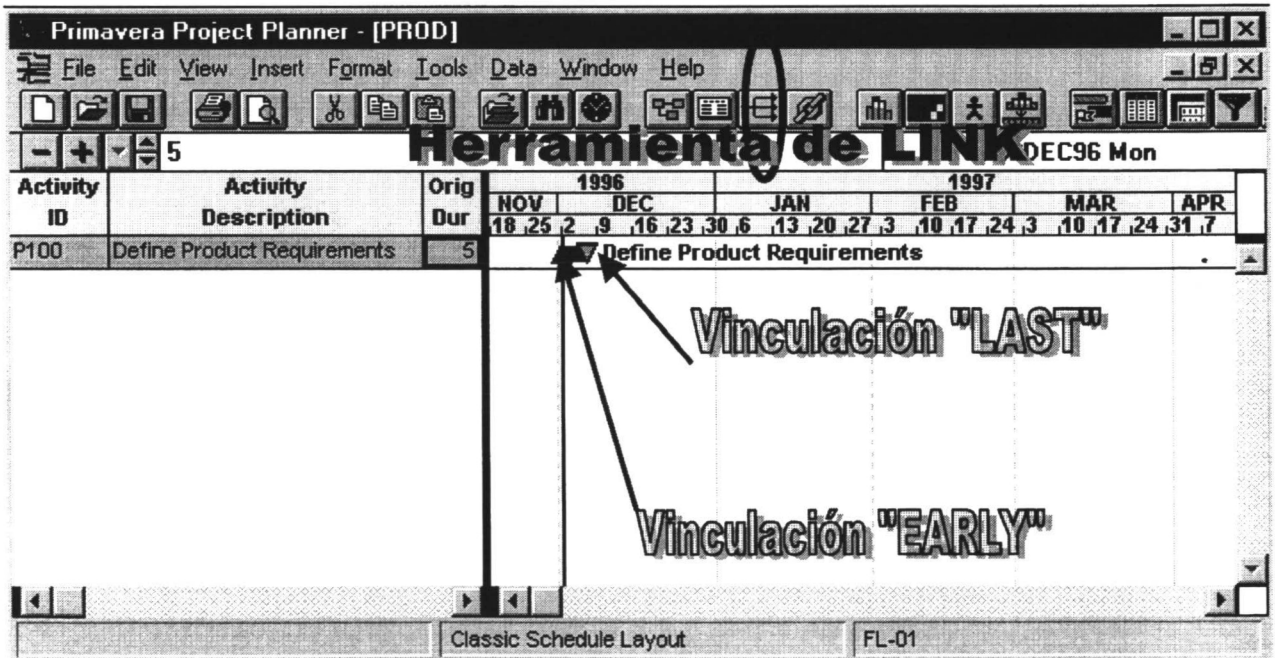 Primavera Project Planner - [PROD]
File Edit View Insert Format Tools Data Window Help
Herramienta de LINK
5 DEC96 Mon
Activity ID Activity Description Orig Dur
1996 1997
NOV DEC JAN FEB MAR APR
18 25 2 9 16 23 30 6 13 20 27 3 10 17 24 3 10 17 24 31 7
P100 Define Product Requirements 5 Define Product Requirements
Vinculación "LAST"
Vinculación "EARLY"
Classic Schedule Layout FL-01